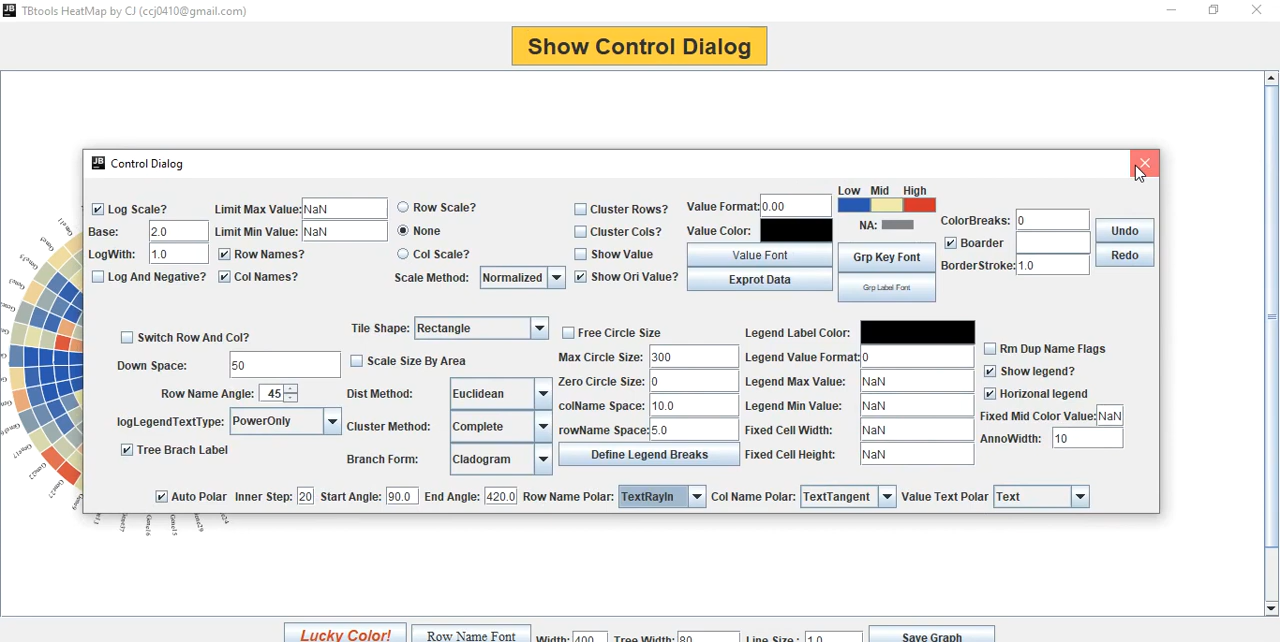 JB TBtools HeatMap by CJ (ccj0410@gmail.com)
Show Control Dialog
JB Control Dialog
Low Mid High
Log Scale? Limit Max Value: NaN Row Scale? Cluster Rows? Value Format: 0.00
ColorBreaks: 0
Base: 2.0 Limit Min Value: NaN None Cluster Cols? Value Color: NA: Undo
Boarder
LogWith: 1.0 Row Names? Col Scale? Show Value Value Font Grp Key Font Redo
BorderStroke: 1.0
Log And Negative? Col Names? Scale Method: Normalized Show Ori Value? Exprot Data
Grp Label Font
Switch Row And Col? Tile Shape: Rectangle Free Circle Size Legend Label Color:
Rm Dup Name Flags
Down Space: 50 Scale Size By Area Max Circle Size: 300 Legend Value Format: 0
Show legend?
Row Name Angle: 45 Dist Method: Euclidean Zero Circle Size: 0 Legend Max Value: NaN
Horizonal legend
logLegendTextType: PowerOnly Cluster Method: Complete colName Space: 10.0 Legend Min Value: NaN
Fixed Mid Color Value: NaN
rowName Space: 5.0 Fixed Cell Width: NaN
AnnoWidth: 10
Tree Brach Label Branch Form: Cladogram Define Legend Breaks Fixed Cell Height: NaN
Auto Polar Inner Step: 20 Start Angle: 90.0 End Angle: 420.0 Row Name Polar: TextRayIn Col Name Polar: TextTangent Value Text Polar Text
Lucky Color! Row Name Font Width: 400 Tree Width: 80 Line Size : 1.0 Save Graph